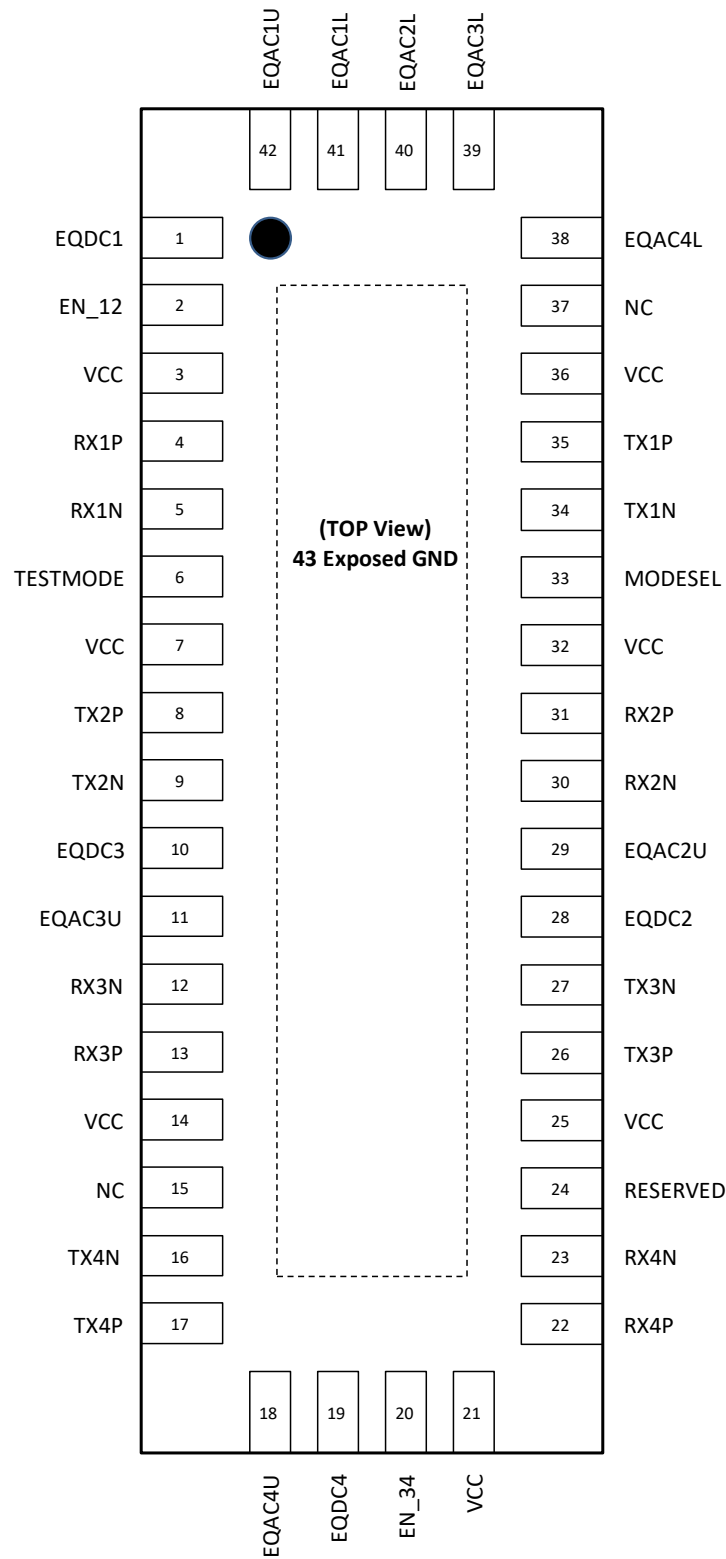 EQAC1U EQAC1L EQAC2L EQAC3L
42 41 40 39
EQDC1 1 38 EQAC4L
EN_12 2 37 NC
VCC 3 36 VCC
RX1P 4 35 TX1P
RX1N 5 34 TX1N
(TOP View)
43 Exposed GND
TESTMODE 6 33 MODESEL
VCC 7 32 VCC
TX2P 8 31 RX2P
TX2N 9 30 RX2N
EQDC3 10 29 EQAC2U
EQAC3U 11 28 EQDC2
RX3N 12 27 TX3N
RX3P 13 26 TX3P
VCC 14 25 VCC
NC 15 24 RESERVED
TX4N 16 23 RX4N
TX4P 17 22 RX4P
18 19 20 21
EQAC4U EQDC4 EN_34 VCC